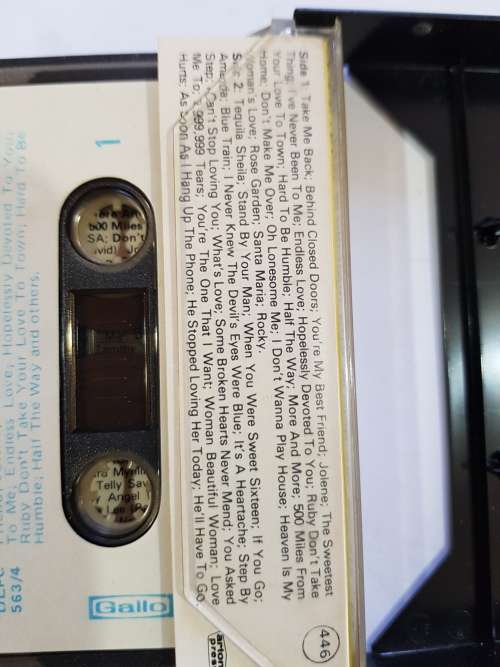 Side 1. Take Me Back; Behind Closed Doors; You're My Best Friend; Jolene; The Sweetest
Thing; I've Never Been To Me; Endless Love; Hopelessly Devoted To You; Ruby Don't Take
Your Love To Town; Hard To Be Humble; Half The Way; More And More; 500 Miles From
Home; Don't Make Me Over; Oh Lonesome Me; I Don't Wanna Play House; Heaven Is My
Woman's Love; Rose Garden; Santa Maria; Rocky.
Side 2. Tequila Sheila; Stand By Your Man; When You Were Sweet Sixteen; If You Go;
Amanda; Blue Train; I Never Knew The Devil's Eyes Were Blue; It's A Heartache; Step By
Step; I Can't Stop Loving You; What's Love; Some Broken Hearts Never Mend; You Asked
Me To; 999,999 Tears; You're The One That I Want; Woman Beautiful Woman; Love
Hurts; As Soon As I Hang Up The Phone; He Stopped Loving Her Today; He'll Have To Go.
446
arton
pres
1
Hopelessly Devoted To You;
To Me; Endless Love;
Ruby Don't Take Your Love To Town; Hard To Be
Humble; Half The Way and others.
563/4
Gallo
500 Miles
SA; Don't
Telly Sav
Angel